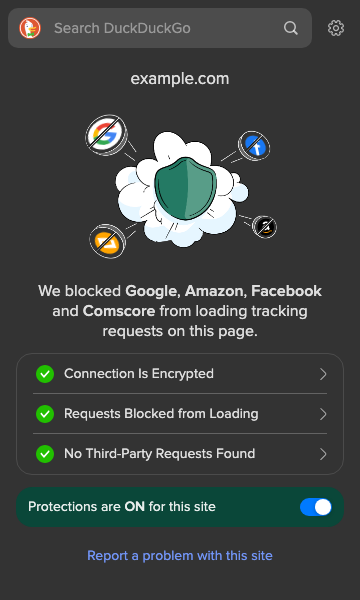 Search DuckDuckGo
example.com
We blocked Google, Amazon, Facebook
and Comscore from loading tracking
requests on this page.
Connection Is Encrypted
Requests Blocked from Loading
No Third-Party Requests Found
Protections are ON for this site
Report a problem with this site